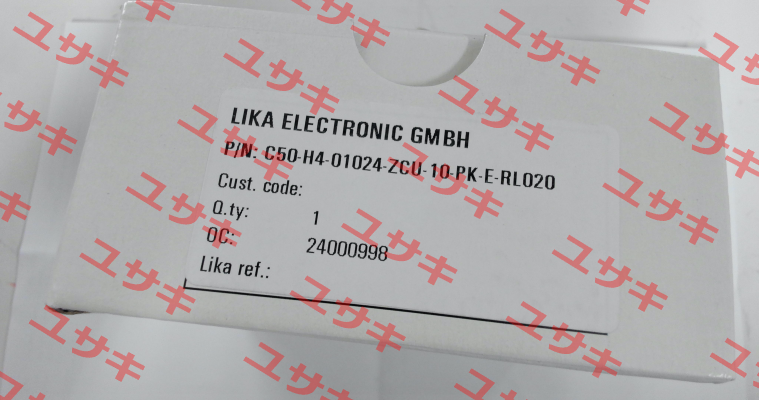 LIKA ELECTRONIC GMBH
P/N: C50-H4-01024-ZCU-10-PK-E-RL020
Cust. code:
Q.ty: 1
OC: 24000998
Lika ref.:
ユサキ